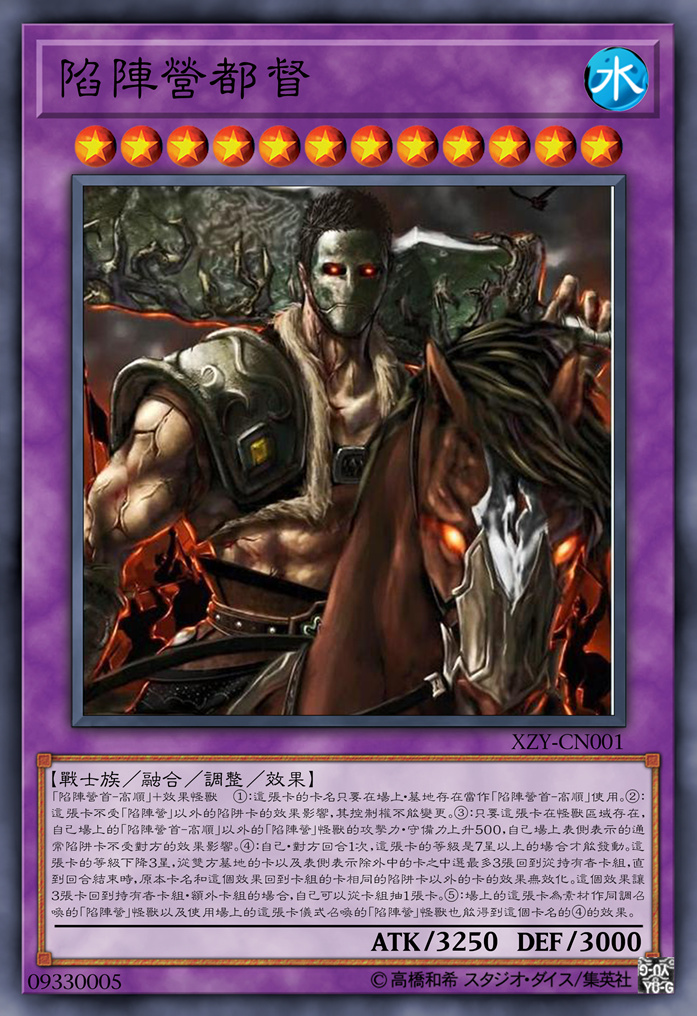 陷陣營都督
水
XZY-CN001
【戰士族／融合／調整／效果】
「陷陣營首-高順」+效果怪獸　①:這張卡的卡名只要在場上·墓地存在當作「陷陣營首-高順」使用。②:
這張卡不受「陷陣營」以外的陷阱卡的效果影響,其控制權不能變更。③:只要這張卡在怪獸區域存在,
自己場上的「陷陣營首-高順」以外的「陷陣營」怪獸的攻擊力·守備力上升500,自己場上表側表示的通
常陷阱卡不受對方的效果影響。④:自己·對方回合1次,這張卡的等級是7星以上的場合才能發動。這
張卡的等級下降3星,從雙方墓地的卡以及表側表示除外中的卡之中選最多3張回到從持有者卡組,直
到回合結束時,原本卡名和這個效果回到卡組的卡相同的陷阱卡以外的卡的效果無效化。這個效果讓
3張卡回到持有者卡組·額外卡組的場合,自己可以從卡組抽1張卡。⑤:場上的這張卡為素材作同調召
喚的「陷陣營」怪獸以及使用場上的這張卡儀式召喚的「陷陣營」怪獸也能得到這個卡名的④的效果。
ATK/3250 DEF/3000
09330005
©高橋和希 スタジオ·ダイス/集英社